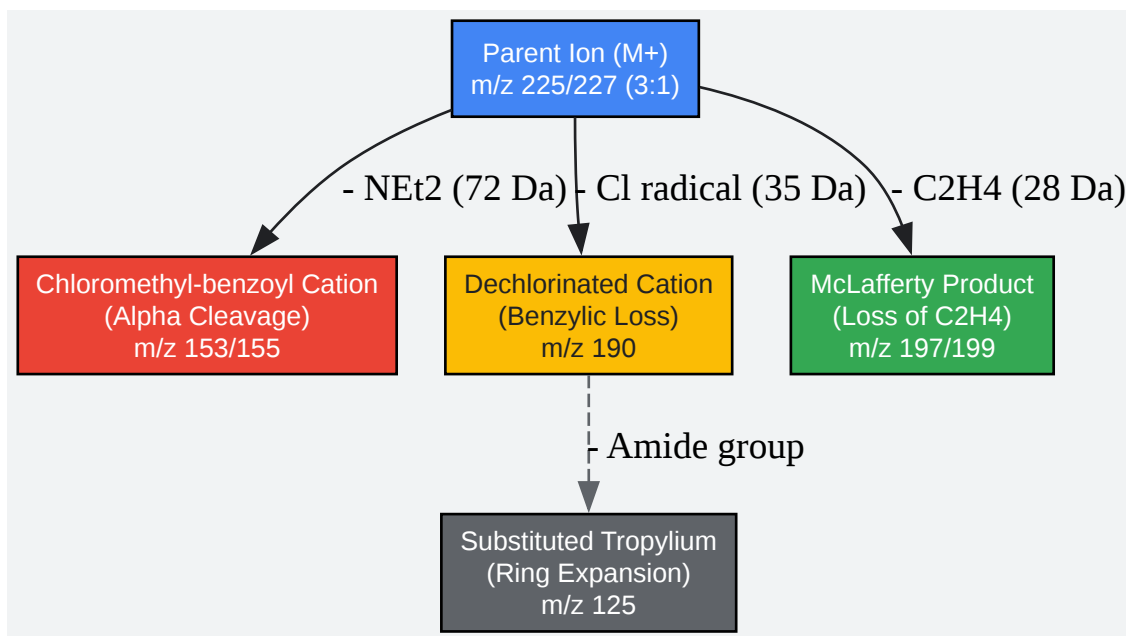 Parent Ion (M+)
m/z 225/227 (3:1)
- NEt2 (72 Da)
- Cl radical (35 Da)
- C2H4 (28 Da)
Chloromethyl-benzoyl Cation
(Alpha Cleavage)
m/z 153/155
Dechlorinated Cation
(Benzylic Loss)
m/z 190
McLafferty Product
(Loss of C2H4)
m/z 197/199
- Amide group
Substituted Tropylium
(Ring Expansion)
m/z 125